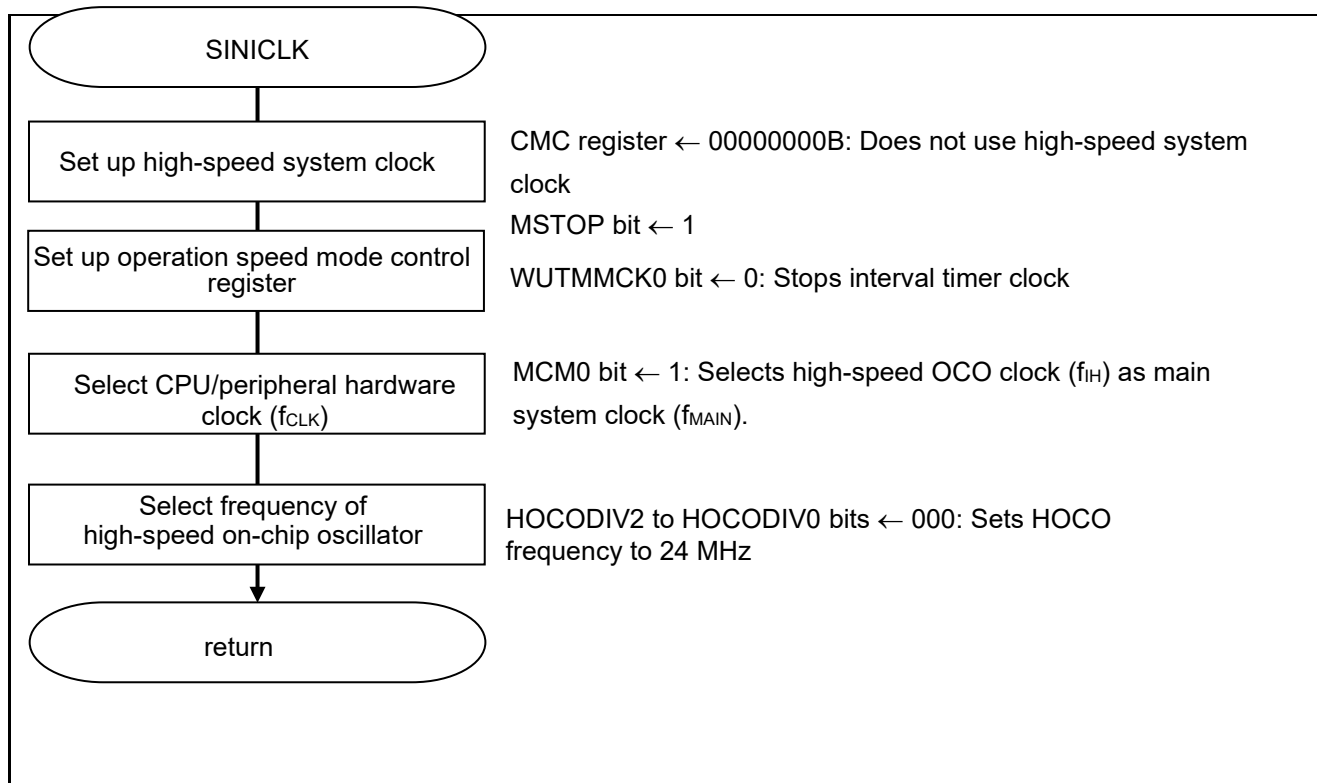 SINICLK
Set up high-speed system clock
CMC register ← 00000000B: Does not use high-speed system
clock
MSTOP bit ← 1
Set up operation speed mode control
register
WUTMMCK0 bit ← 0: Stops interval timer clock
Select CPU/peripheral hardware
clock (fCLK)
MCM0 bit ← 1: Selects high-speed OCO clock (fIH) as main
system clock (fMAIN).
Select frequency of
high-speed on-chip oscillator
HOCODIV2 to HOCODIV0 bits ← 000: Sets HOCO
frequency to 24 MHz
return